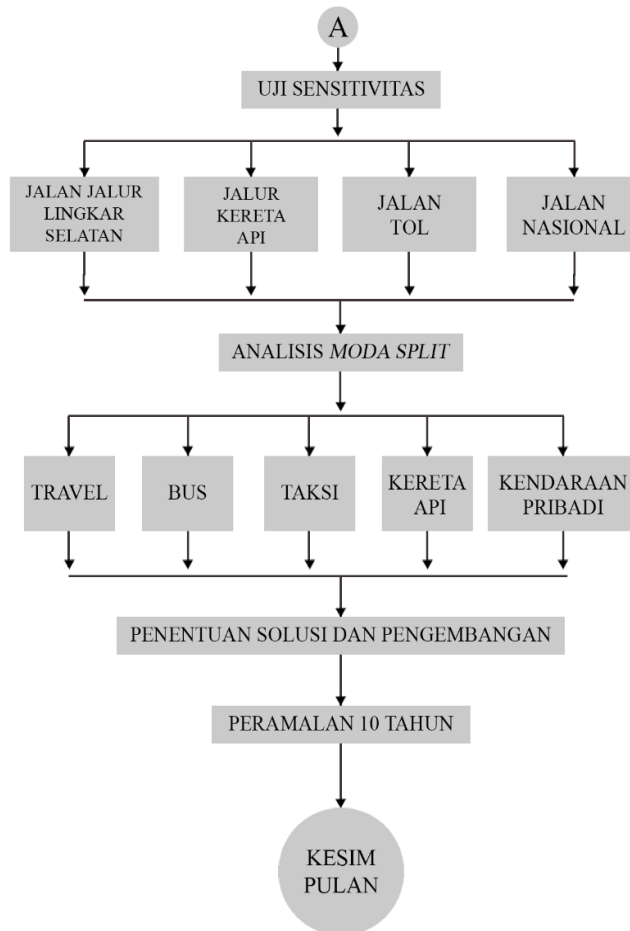 A
UJI SENSITIVITAS
JALAN JALUR
LINGKAR
SELATAN
JALUR
KERETA
API
JALAN
TOL
JALAN
NASIONAL
ANALISIS MODA SPLIT
TRAVEL
BUS
TAKSI
KERETA
API
KENDARAAN
PRIBADI
PENENTUAN SOLUSI DAN PENGEMBANGAN
PERAMALAN 10 TAHUN
KESIM
PULAN